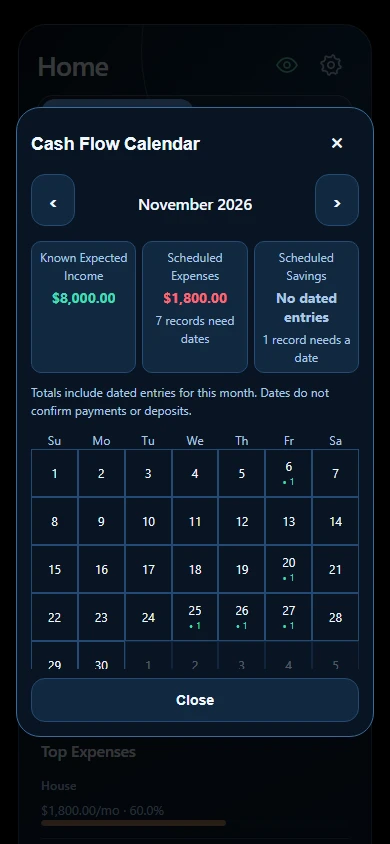 Home
Cash Flow Calendar ✕
‹ November 2026 ›
Known Expected
Income
$8,000.00
Scheduled
Expenses
$1,800.00
7 records need
dates
Scheduled
Savings
No dated
entries
1 record needs a
date
Totals include dated entries for this month. Dates do not
confirm payments or deposits.
Su Mo Tu We Th Fr Sa
1 2 3 4 5 6 7
• 1
8 9 10 11 12 13 14
15 16 17 18 19 20 21
• 1
22 23 24 25 26 27 28
• 1 • 1 • 1
29 30 1 2 3 4 5
Close
Top Expenses
House
$1,800.00/mo · 60.0%